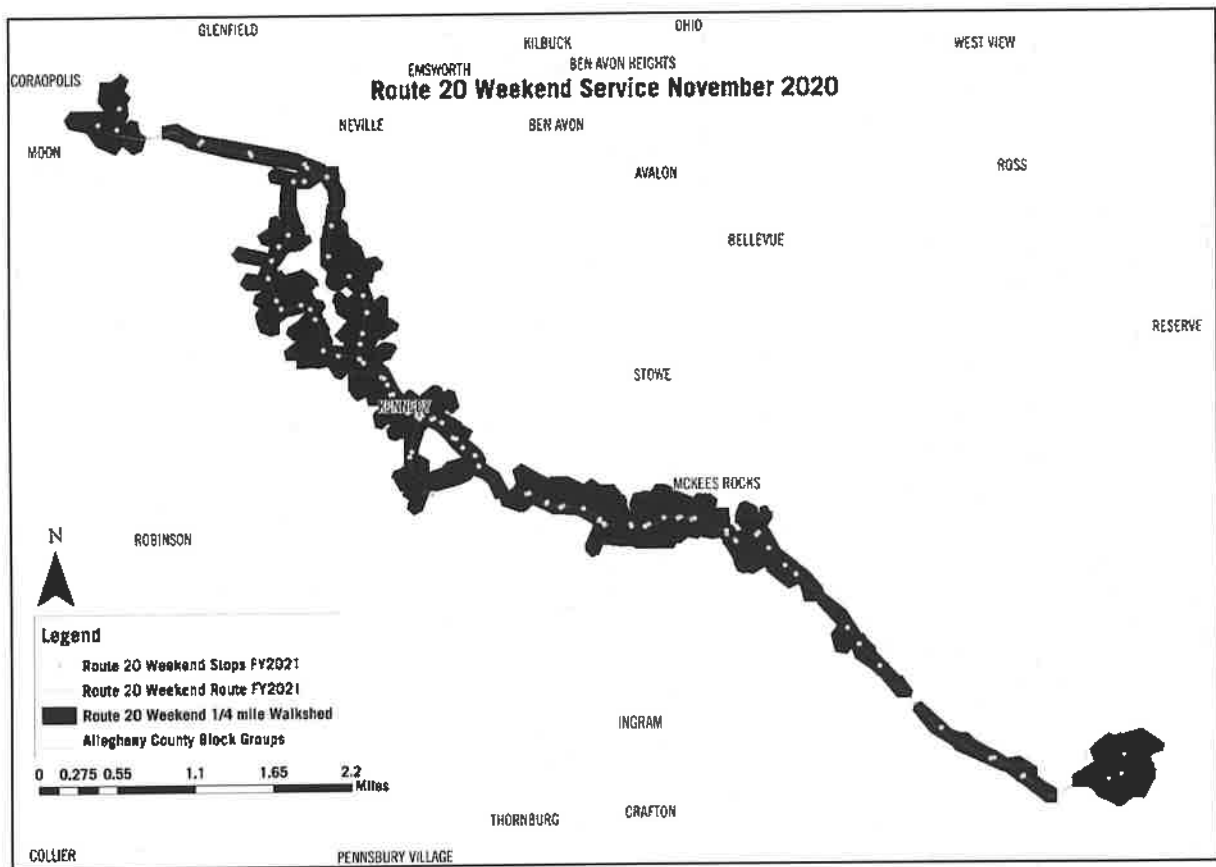 GLENFIELD
OHIO
KILBUCK
WEST VIEW
BEN AVON HEIGHTS
EMSWORTH
CORAOPOLIS
Route 20 Weekend Service November 2020
NEVILLE
BEN AVON
MOON
ROSS
AVALON
BELLEVUE
RESERVE
STOWE
KENNEDY
MCKEES ROCKS
N
ROBINSON
Legend
Route 20 Weekend Stops FY2021
Route 20 Weekend Route FY2021
Route 20 Weekend 1/4 mile Walkshed
Allegheny County Block Groups
INGRAM
0 0.275 0.55 1.1 1.65 2.2
Miles
THORNBURG
CRAFTON
COLLIER
PENNSBURY VILLAGE